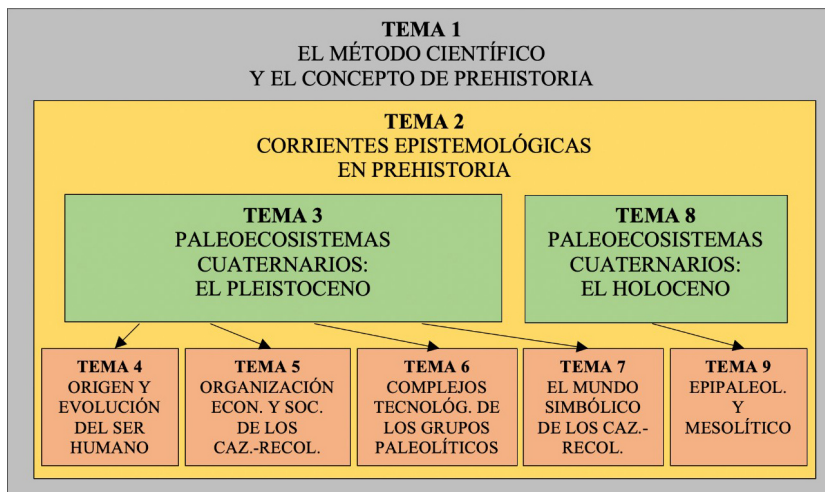 TEMA 1
EL MÉTODO CIENTÍFICO
Y EL CONCEPTO DE PREHISTORIA
TEMA 2
CORRIENTES EPISTEMOLÓGICAS
EN PREHISTORIA
TEMA 3
PALEOECOSISTEMAS
CUATERNARIOS:
EL PLEISTOCENO
TEMA 8
PALEOECOSISTEMAS
CUATERNARIOS:
EL HOLOCENO
TEMA 4
ORIGEN Y
EVOLUCIÓN
DEL SER
HUMANO
TEMA 5
ORGANIZACIÓN
ECON. Y SOC.
DE LOS
CAZ.-RECOL.
TEMA 6
COMPLEJOS
TECNOLÓG. DE
LOS GRUPOS
PALEOLÍTICOS
TEMA 7
EL MUNDO
SIMBÓLICO
DE LOS CAZ.-
RECOL.
TEMA 9
EPIPALEOL.
Y
MESOLÍTICO